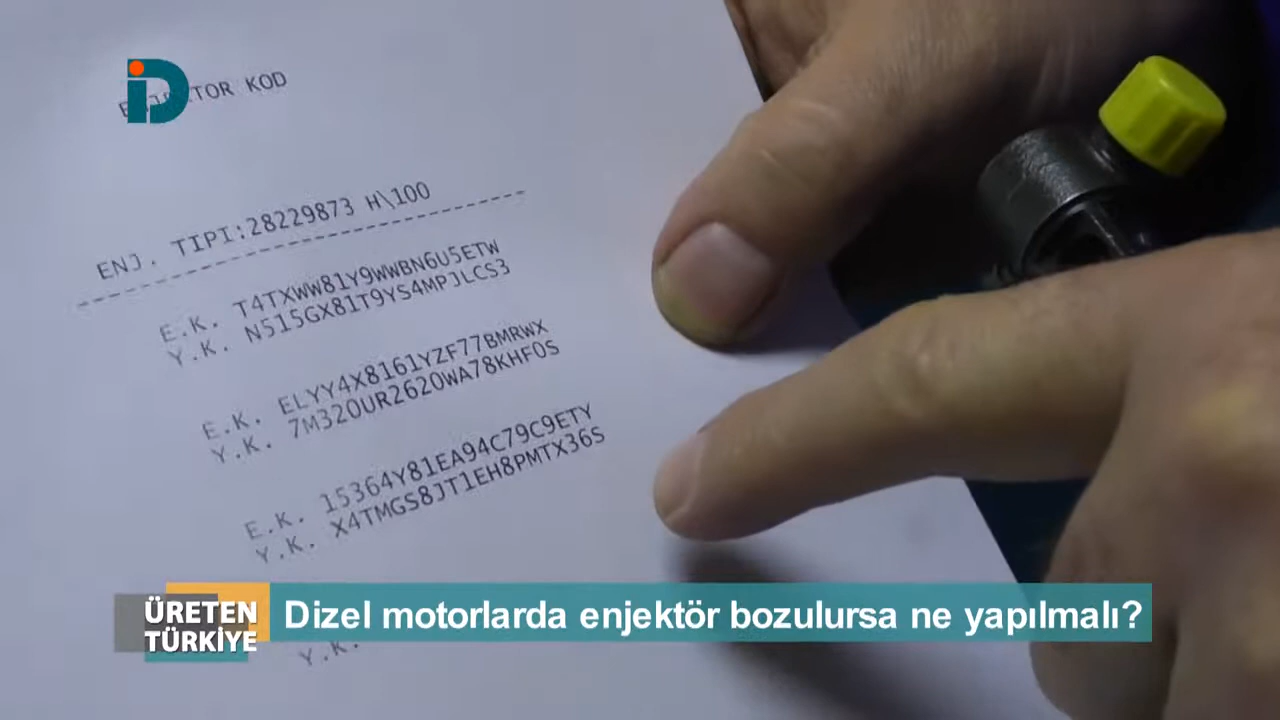 TOR KOD
ENJ. TIPI:28229873 H\100
E.K. T4TXWW81Y9WWBN6U5ETW
Y.K. N515GX81T9YS4MPJLCS3
E.K. ELYY4X8161YZF77BMRWX
Y.K. 7M320UR2620WA78KHF0S
E.K. 15364Y81EA94C79C9ETY
Y.K. X4TMGS8JT1EH8PMTX36S
Y.K.
ÜRETEN
TÜRKİYE
Dizel motorlarda enjektör bozulursa ne yapılmalı?